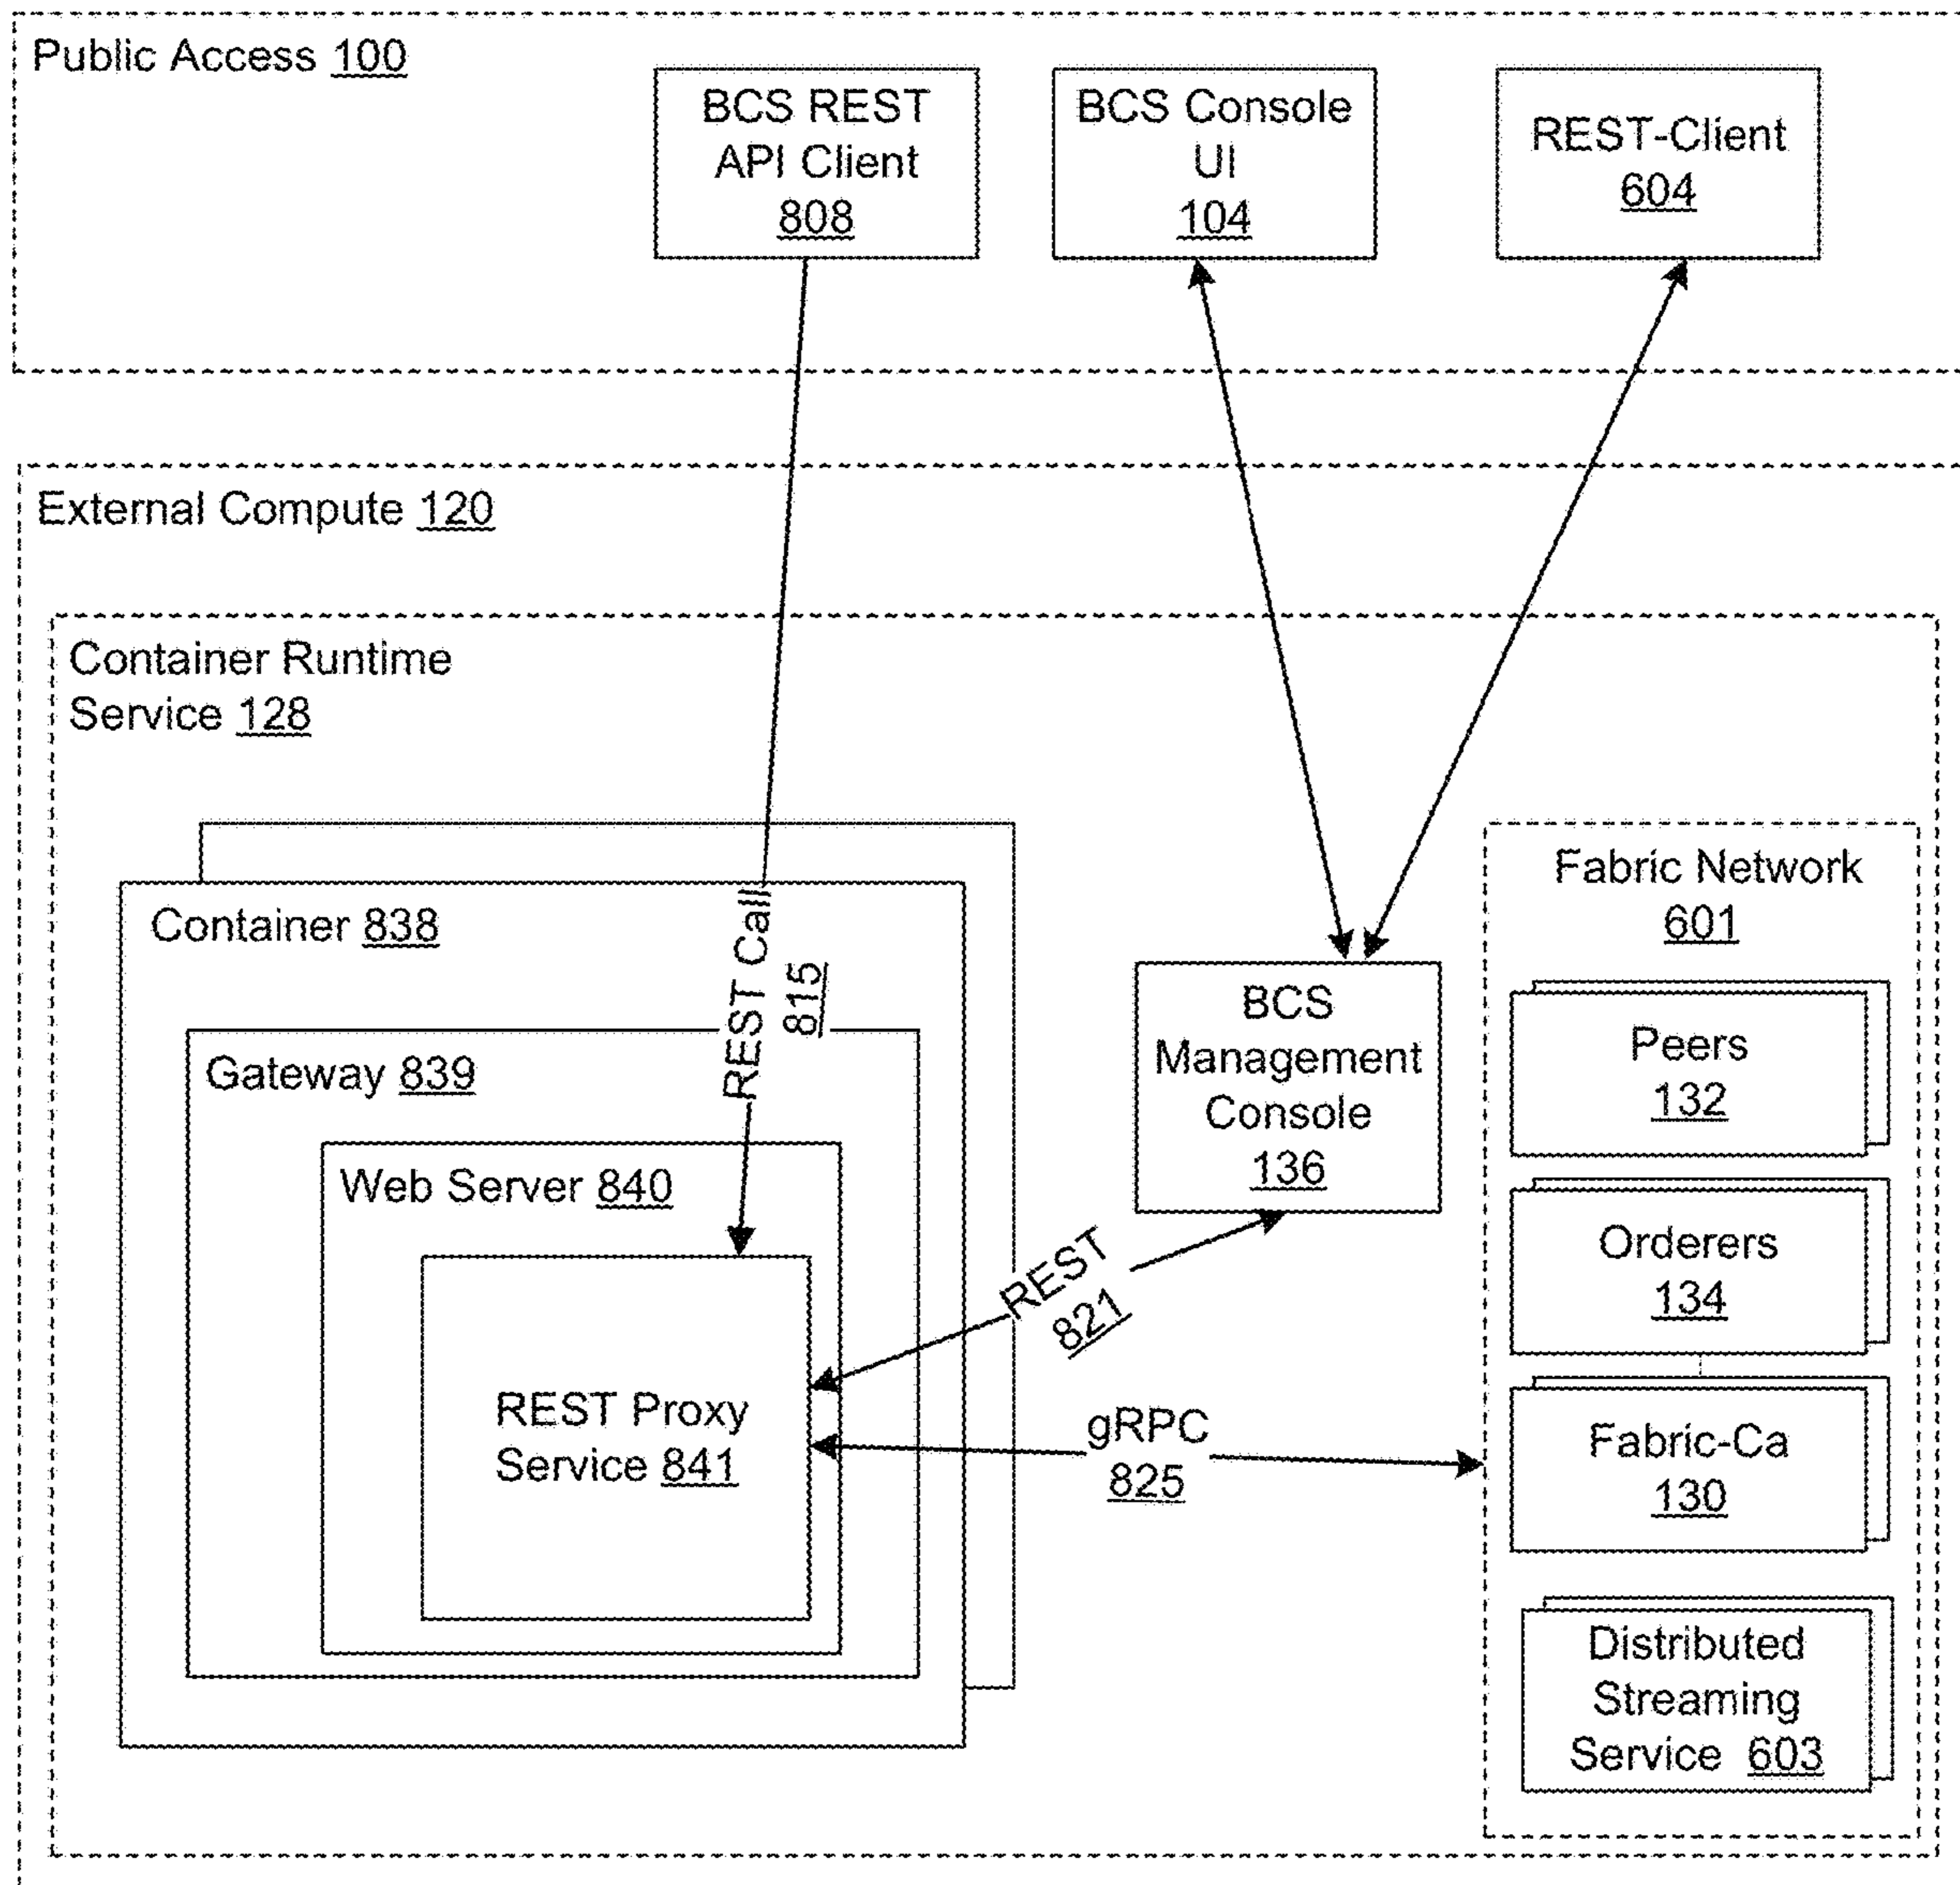 Public Access 100
BCS REST
API Client
808
BCS Console
UI
104
REST-Client
604
External Compute 120
Container Runtime
Service 128
Container 838
REST Call
815
Gateway 839
Web Server 840
REST Proxy
Service 841
BCS
Management
Console
136
REST
821
gRPC
825
Fabric Network
601
Peers
132
Orderers
134
Fabric-Ca
130
Distributed
Streaming
Service 603